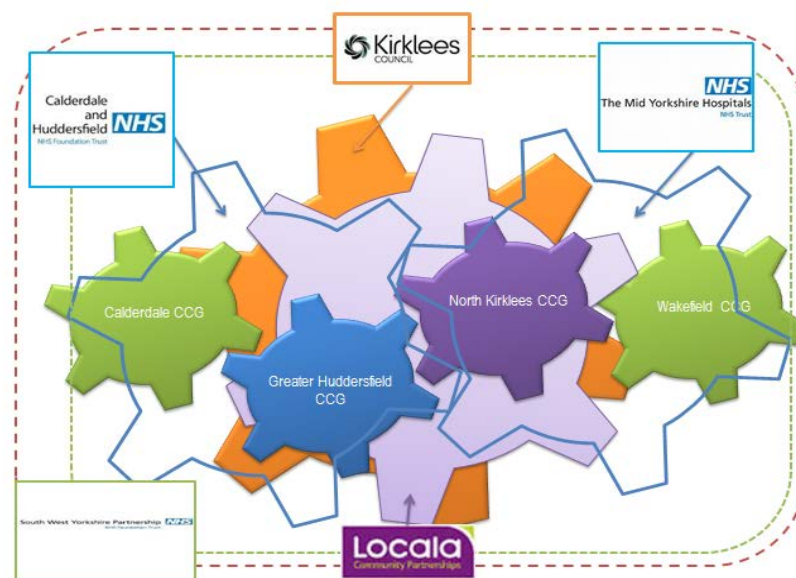 Kirklees
COUNCIL
Calderdale
and
Huddersfield NHS
NHS Foundation Trust
NHS
The Mid Yorkshire Hospitals
NHS Trust
Calderdale CCG
North Kirklees CCG
Wakefield CCG
Greater Huddersfield
CCG
South West Yorkshire Partnership NHS
NHS Foundation Trust
Locala
Community Partnerships